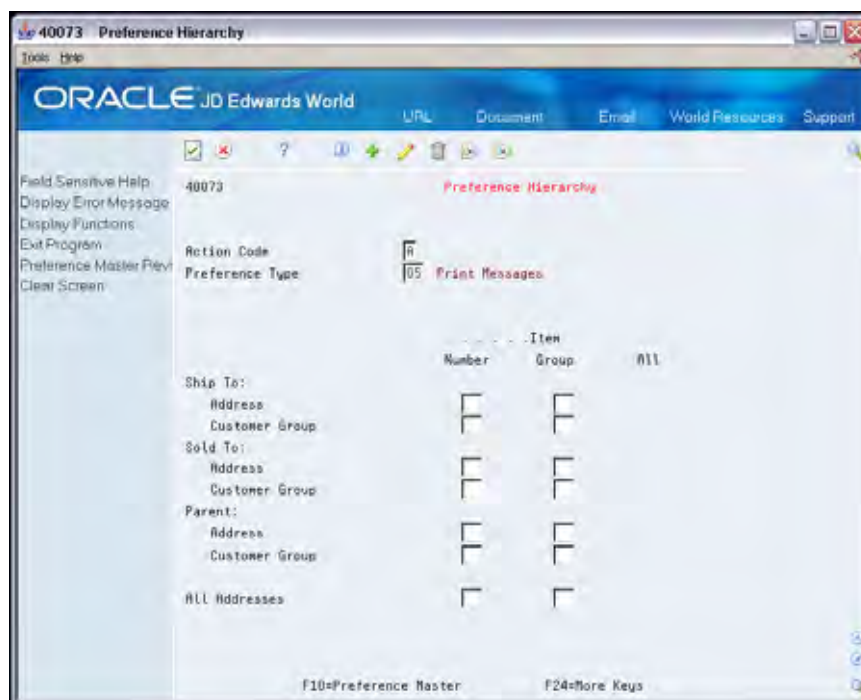 40073 Preference Hierarchy
Tools Help
ORACLE JD Edwards World
URL Document Email World Resources Support
Field Sensitive Help
Display Error Message
Display Functions
Exit Program
Preference Master Revi
Clear Screen
40073 Preference Hierarchy
Action Code A
Preference Type 05 Print Messages
. . . . .Item
Number Group All
Ship To:
Address
Customer Group
Sold To:
Address
Customer Group
Parent:
Address
Customer Group
All Addresses
F10=Preference Master F24=More Keys